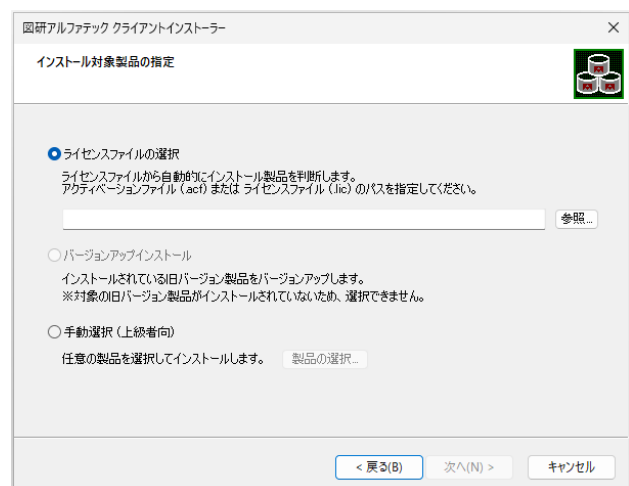 図研アルファテック クライアントインストーラー
インストール対象製品の指定
ライセンスファイルの選択
ライセンスファイルから自動的にインストール製品を判断します。
アクティベーションファイル (.acf) または ライセンスファイル (.lic) のパスを指定してください。
参照...
バージョンアップインストール
インストールされている旧バージョン製品をバージョンアップします。
※対象の旧バージョン製品がインストールされていないため、選択できません。
手動選択 (上級者向)
任意の製品を選択してインストールします。 製品の選択...
< 戻る(B) 次へ(N) > キャンセル